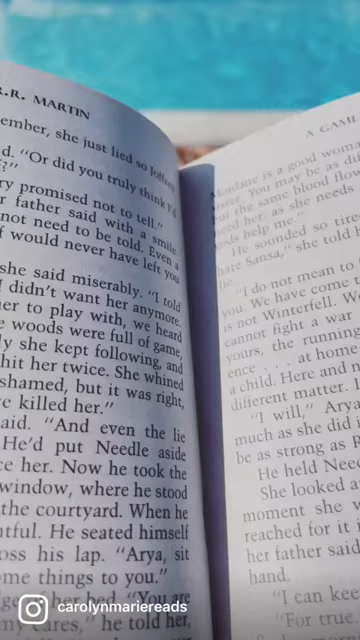 R.R. MARTIN
ember, she just lied so Joffrey
d. "Or did you truly think I'd
?"
ry promised not to tell."
r father said with a smile
not need to be told. Even a
f would never have left you
she said miserably. "I told
I didn't want her anymore.
er to play with, we heard
e woods were full of game,
ly she kept following, and
hit her twice. She whined
shamed, but it was right,
e killed her."
aid. "And even the lie
He'd put Needle aside
ce her. Now he took the
window, where he stood
the courtyard. When he
ntful. He seated himself
oss his lap. "Arya, sit
ome things to you."
ge of her bed. "You are
my cares," he told her,
A GAME
Mordane is a good woma
ster. You may be as di
but the same blood flow
need her, as she needs
gods help me."
He sounded so tire
hate Sansa," she told h
lie.
"I do not mean to f
you. We have come t
is not Winterfell. W
cannot fight a war
yours, the running
ence . . . at home
a child. Here and n
different matter. I
"I will," Arya
much as she did i
be as strong as R
He held Need
She looked at
moment she w
reached for it
her father said
hand.
"I can kee
"For true.
carolynmariereads